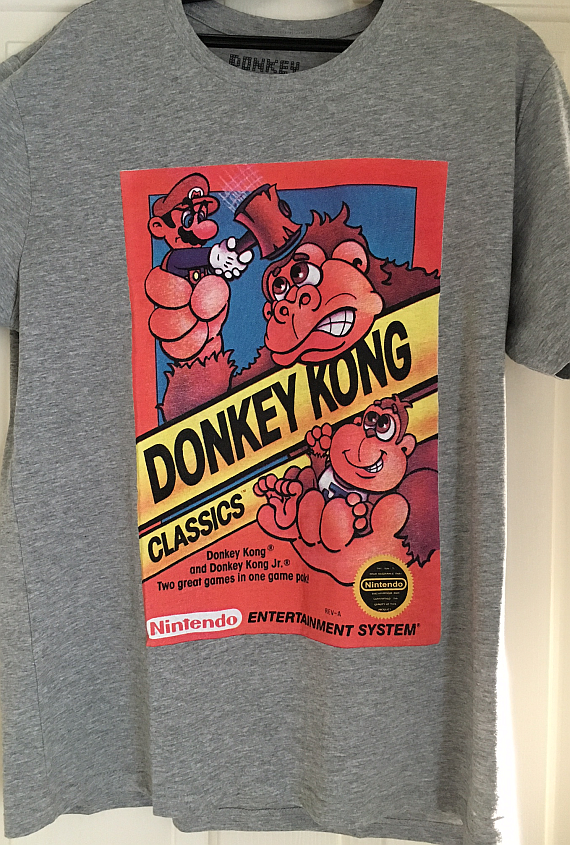 DONKEY
M
DONKEY KONG
CLASSICS™
Donkey Kong®
and Donkey Kong Jr.®
Two great games in one game pak!
Nintendo
REV-A
Nintendo ENTERTAINMENT SYSTEM®